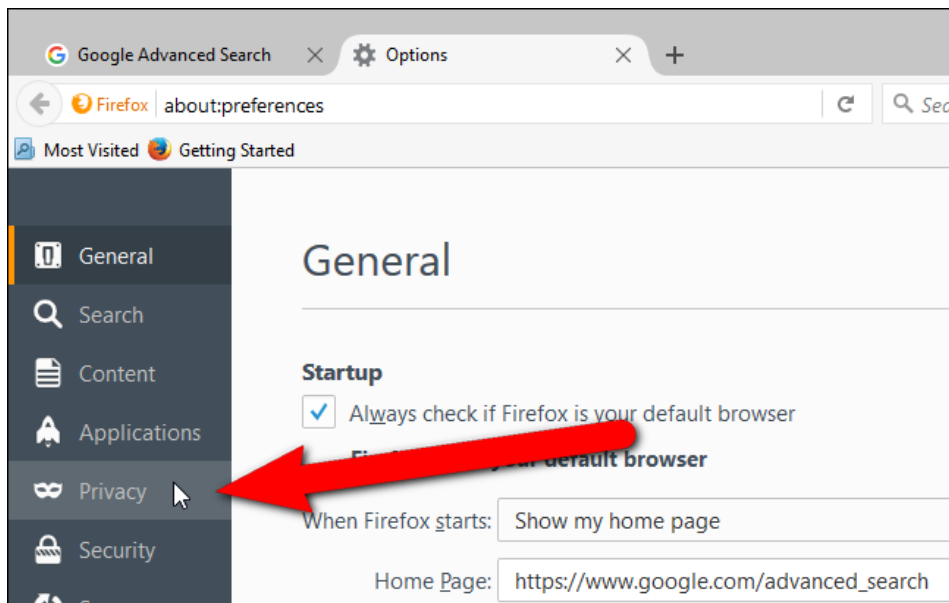 Google Advanced Search
Options
Firefox about:preferences
Most Visited Getting Started
General
Search
Content
Applications
Privacy
Security
General
Startup
Always check if Firefox is your default browser
your default browser
When Firefox starts: Show my home page
Home Page: https://www.google.com/advanced_search